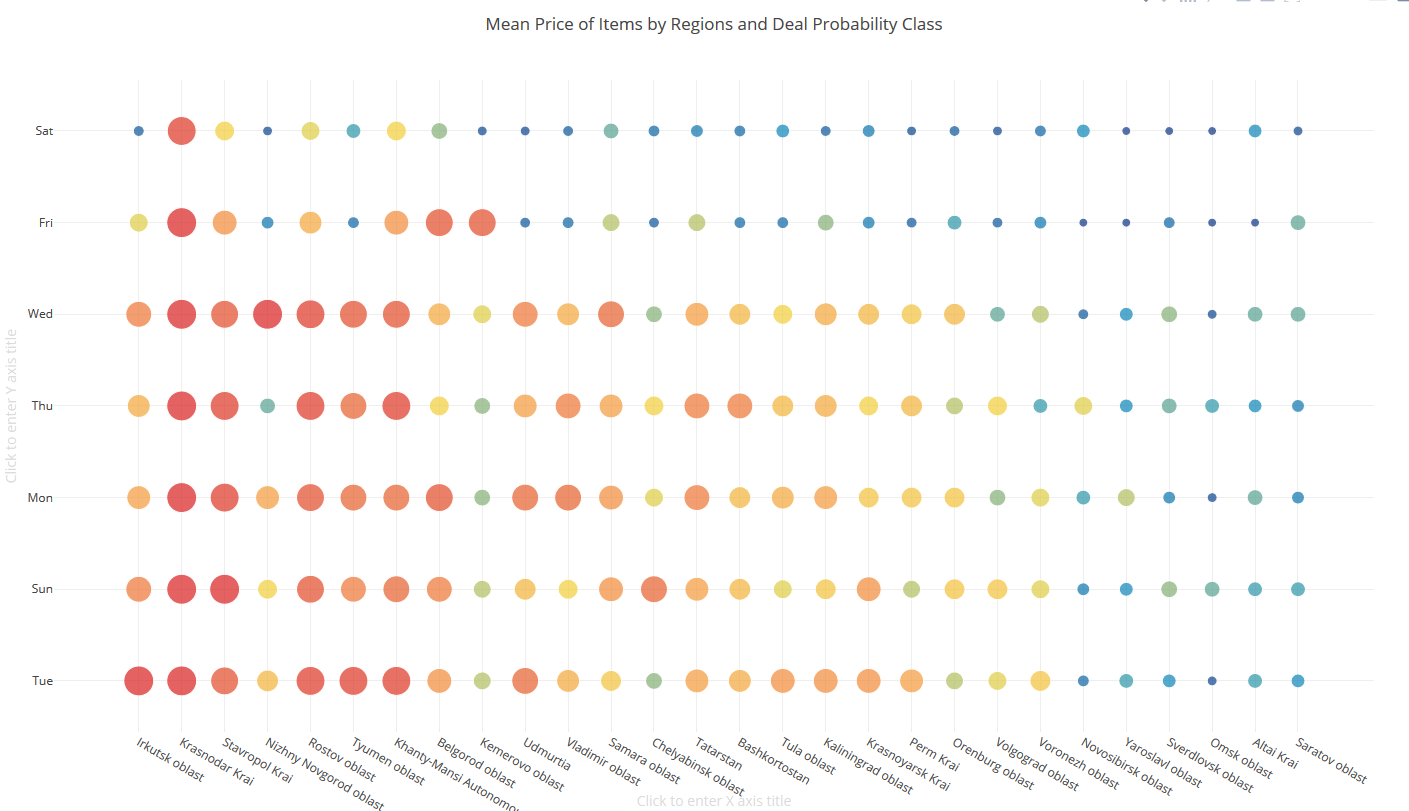 Mean Price of Items by Regions and Deal Probability Class
Sat
Fri
Wed
Thu
Mon
Sun
Tue
Click to enter Y axis title
Irkutsk oblast
Krasnodar Krai
Stavropol Krai
Nizhny Novgorod oblast
Rostov oblast
Tyumen oblast
Khanty-Mansi Autonomo
Belgorod oblast
Kemerovo oblast
Udmurtia
Vladimir oblast
Samara oblast
Chelyabinsk oblast
Tatarstan
Bashkortostan
Tula oblast
Kaliningrad oblast
Krasnoyarsk Krai
Perm Krai
Orenburg oblast
Volgograd oblast
Voronezh oblast
Novosibirsk oblast
Yaroslavl oblast
Sverdlovsk oblast
Omsk oblast
Altai Krai
Saratov oblast
Click to enter X axis title